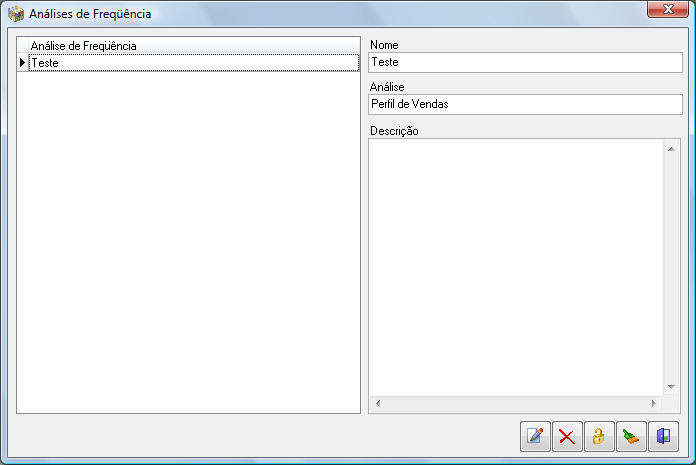 Análises de Freqüência
Análise de Freqüência
Teste
Nome
Teste
Análise
Perfil de Vendas
Descrição